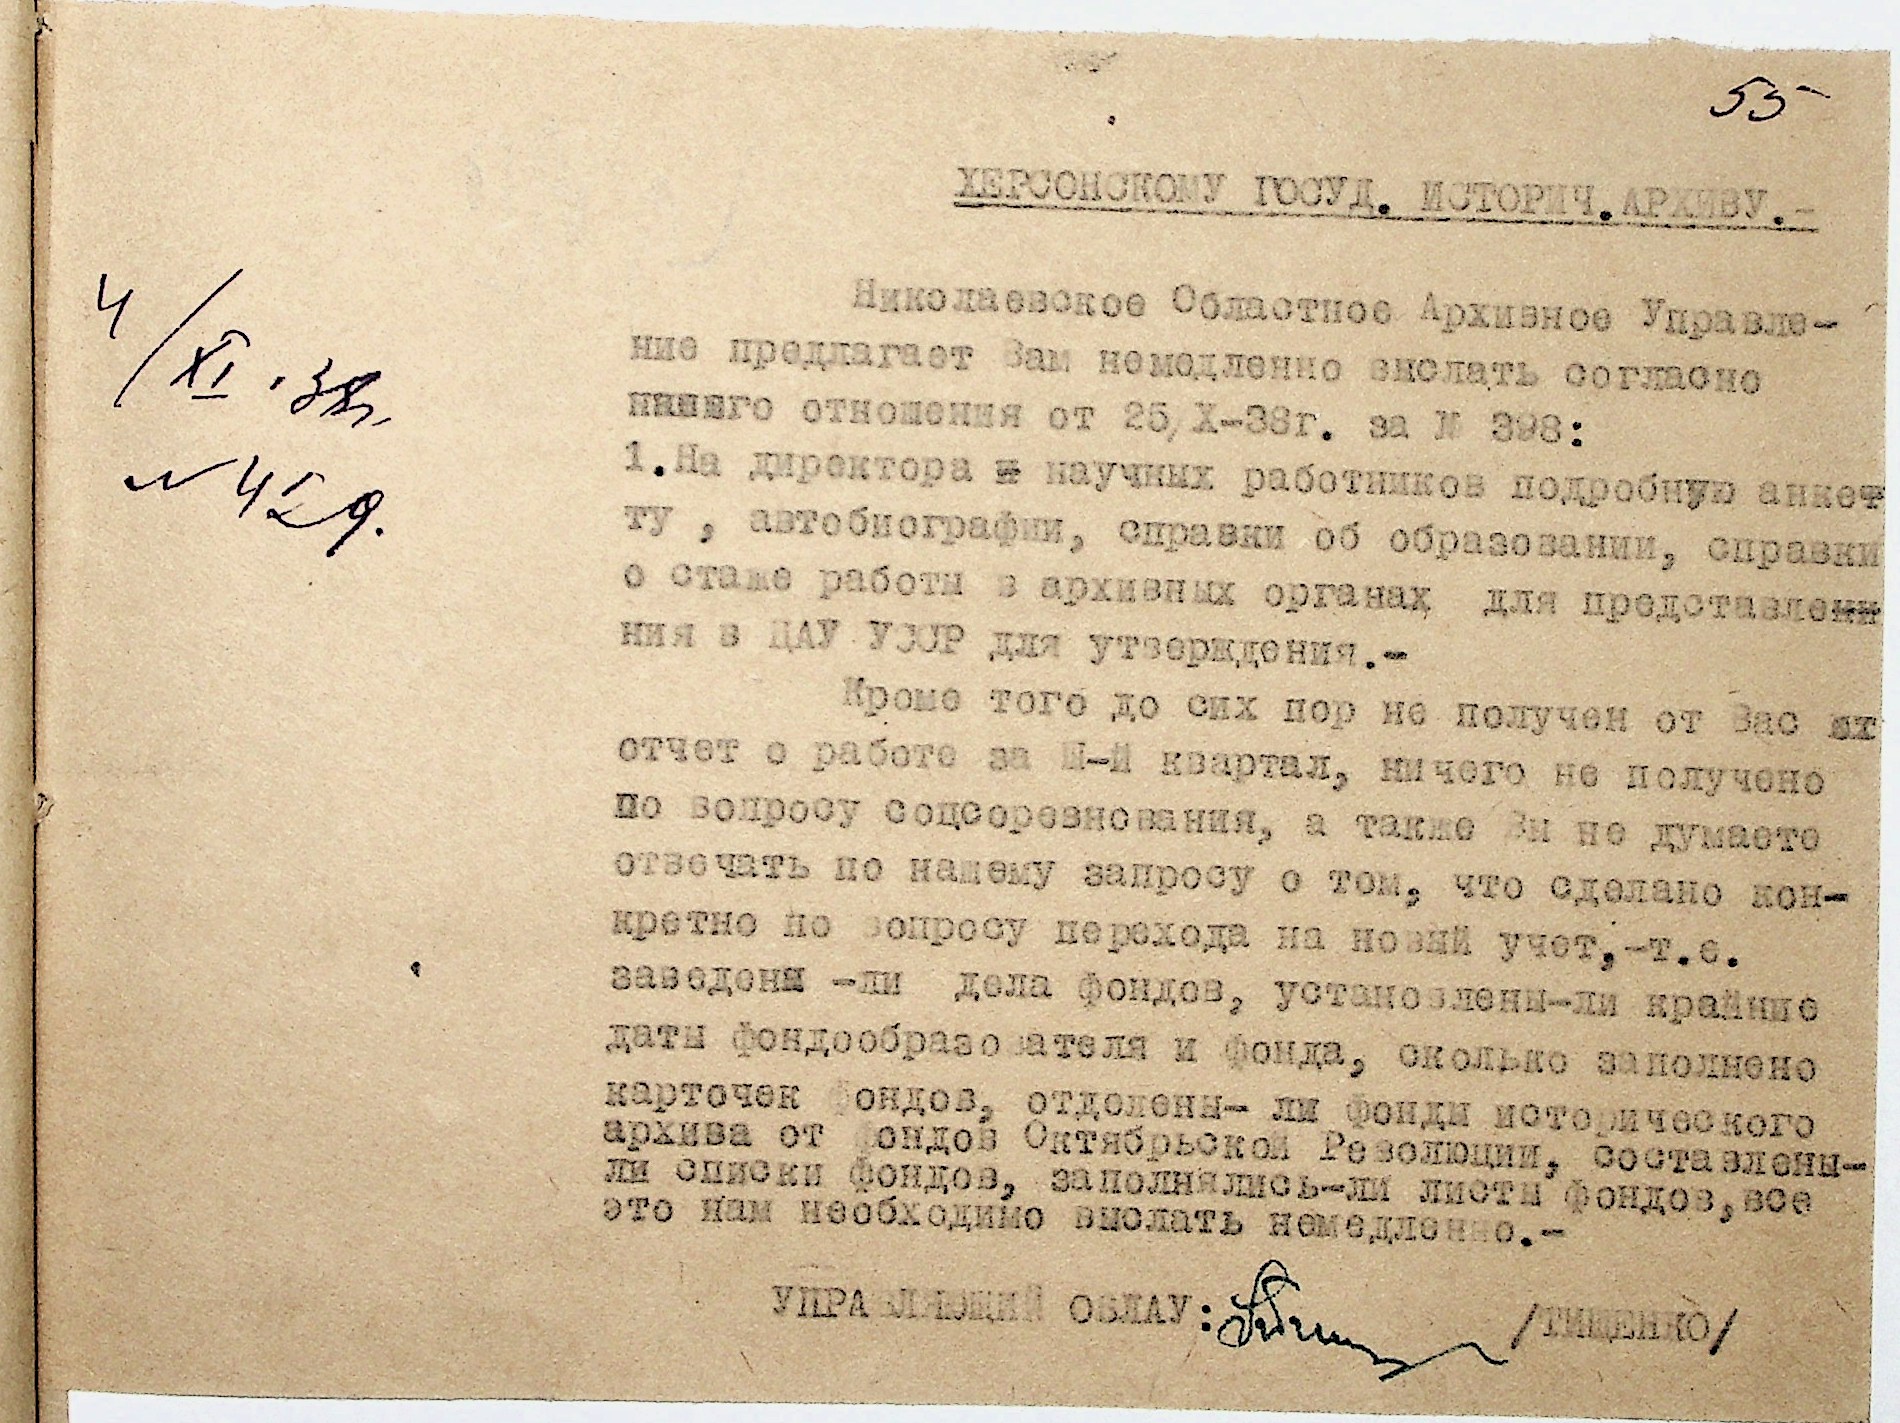 55
ХЕРСОНСКОМУ ГОСУД. ИСТОРИЧ.АРХИВУ.-
4/XI.38г.
№ 429.
Николаевское Областное Архивное Управле-
ние предлагает Вам немедленно выслать согласно
нашего отношения от 25/X-38г. за № 398:
1.На директора и научных работников подробную анкет
ту , автобиографии, справки об образовании, справки
о стаже работы в архивных органах для представлени
ния в ЦАУ УССР для утверждения.-
Кроме того до сих пор не получен от Вас от
отчет о работе за Ш-й квартал, ничего не получено
по вопросу соцсоревнования, а также Вы не думаете
отвечать по нашему запросу о том, что сделано кон-
кретно по вопросу перехода на новый учет,-т.е.
заведены -ли дела фондов, установлены-ли крайние
даты фондообразователя и фонда, сколько заполнено
карточек фондов, отделены- ли фонды исторического
архива от фондов Октябрьской Революции, составлены-
ли списки фондов, заполнялись-ли листы фондов,все
это нам необходимо выслать немедленно.-
УПРАВЛЯЮЩИЙ ОБЛАУ: /ТИЩЕНКО/